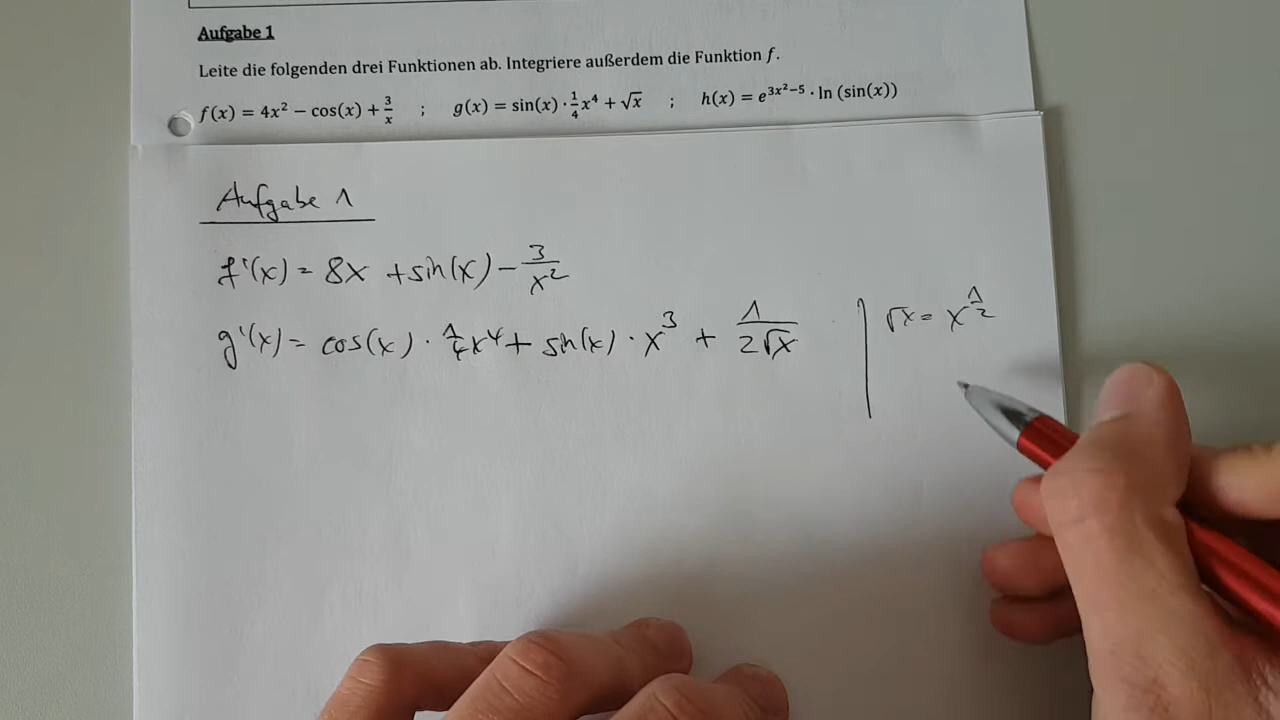 Aufgabe 1
Leite die folgenden drei Funktionen ab. Integriere außerdem die Funktion f.
f(x) = 4x² − cos(x) + 3/x ; g(x) = sin(x) · 1/4 x⁴ + √x ; h(x) = e^(3x²−5) · ln (sin(x))
Aufgabe 1
f'(x) = 8x + sin(x) − 3/x²
g'(x) = cos(x) · 1/4 x⁴ + sin(x) · x³ + 1/(2√x) | √x = x^(1/2)